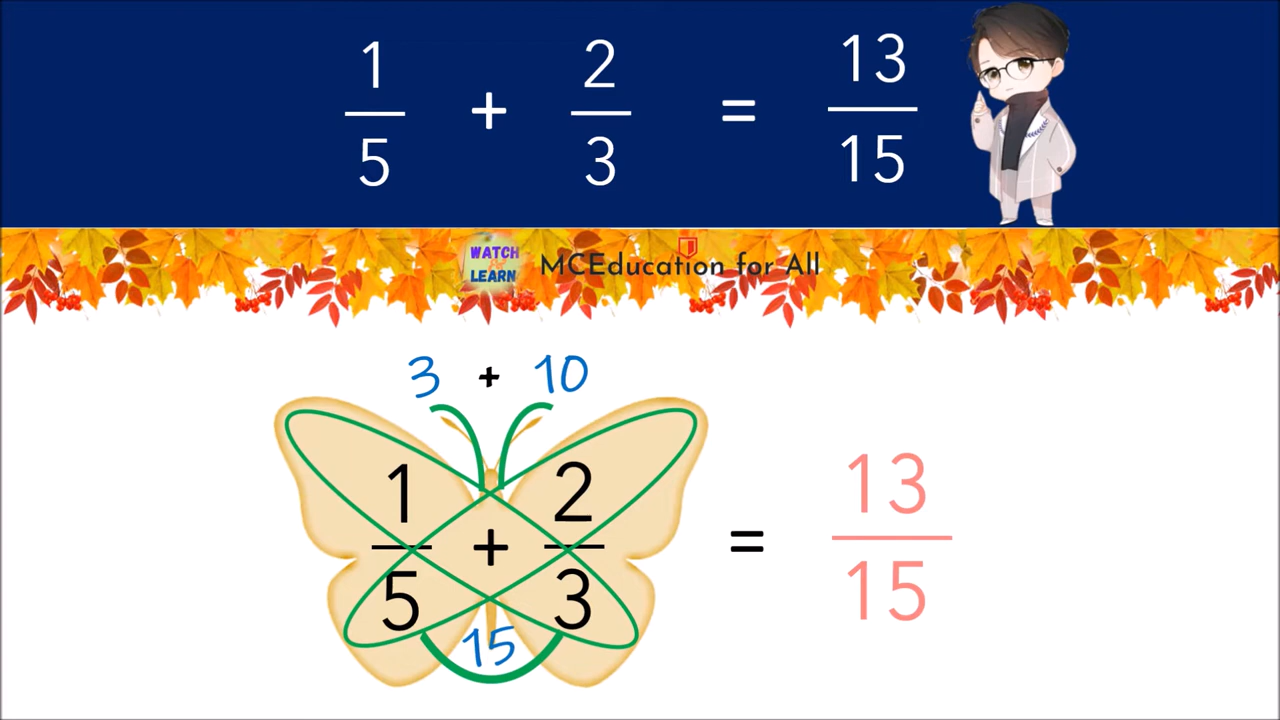 1/5 + 2/3 = 13/15
WATCH
LEARN
MCEducation for All
3 + 10
1/5 + 2/3 = 13/15
15